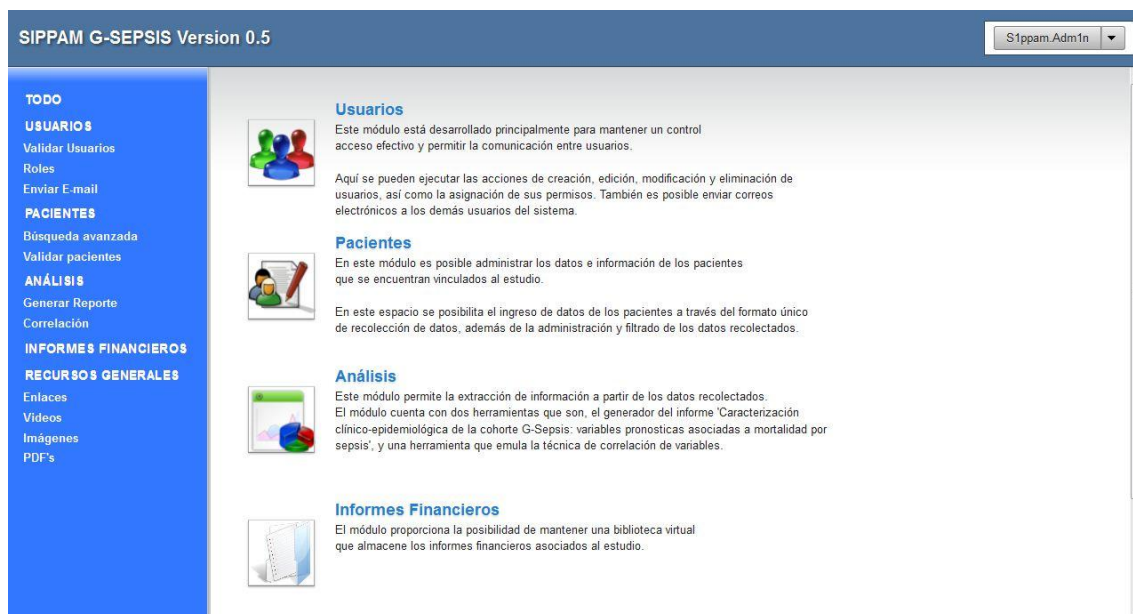 SIPPAM G-SEPSIS Version 0.5
S1ppam.Adm1n
TODO
USUARIOS
Validar Usuarios
Roles
Enviar E-mail
PACIENTES
Búsqueda avanzada
Validar pacientes
ANÁLISIS
Generar Reporte
Correlación
INFORMES FINANCIEROS
RECURSOS GENERALES
Enlaces
Videos
Imágenes
PDF's
Usuarios
Este módulo está desarrollado principalmente para mantener un control
acceso efectivo y permitir la comunicación entre usuarios.
Aquí se pueden ejecutar las acciones de creación, edición, modificación y eliminación de
usuarios, así como la asignación de sus permisos. También es posible enviar correos
electrónicos a los demás usuarios del sistema.
Pacientes
En este módulo es posible administrar los datos e información de los pacientes
que se encuentran vinculados al estudio.
En este espacio se posibilita el ingreso de datos de los pacientes a través del formato único
de recolección de datos, además de la administración y filtrado de los datos recolectados.
Análisis
Este módulo permite la extracción de información a partir de los datos recolectados.
El módulo cuenta con dos herramientas que son, el generador del informe 'Caracterización
clínico-epidemiológica de la cohorte G-Sepsis: variables pronosticas asociadas a mortalidad por
sepsis', y una herramienta que emula la técnica de correlación de variables.
Informes Financieros
El módulo proporciona la posibilidad de mantener una biblioteca virtual
que almacene los informes financieros asociados al estudio.